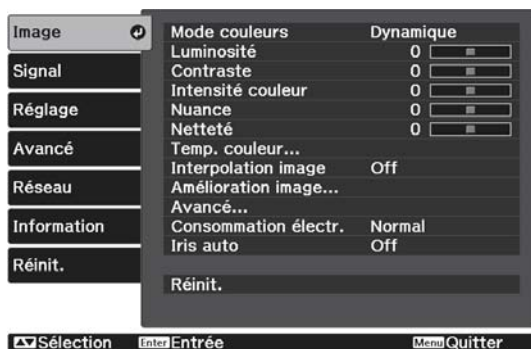 Image
Signal
Réglage
Avancé
Réseau
Information
Réinit.
Mode couleurs Dynamique
Luminosité 0
Contraste 0
Intensité couleur 0
Nuance 0
Netteté 0
Temp. couleur...
Interpolation image Off
Amélioration image...
Avancé...
Consommation électr. Normal
Iris auto Off
Réinit.
Sélection Enter Entrée Menu Quitter